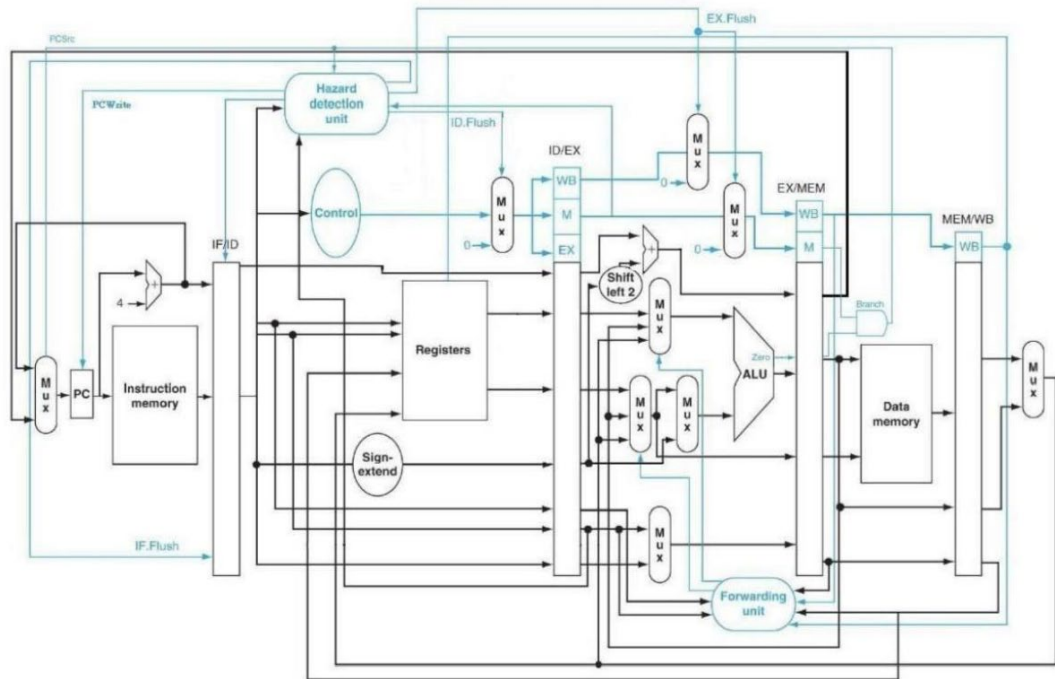 EX.Flush
PCSrc
Hazard
detection
unit
PCWrite
ID.Flush
M
u
x
ID/EX
WB
M
EX
0
M
u
x
0
M
u
x
0
EX/MEM
WB
M
MEM/WB
WB
Control
IF/ID
+
4
+
Shift
left 2
Branch
M
u
x
PC
Instruction
memory
Registers
M
u
x
Zero
ALU
M
u
x
M
u
x
Data
memory
M
u
x
Sign-
extend
M
u
x
IF.Flush
Forwarding
unit